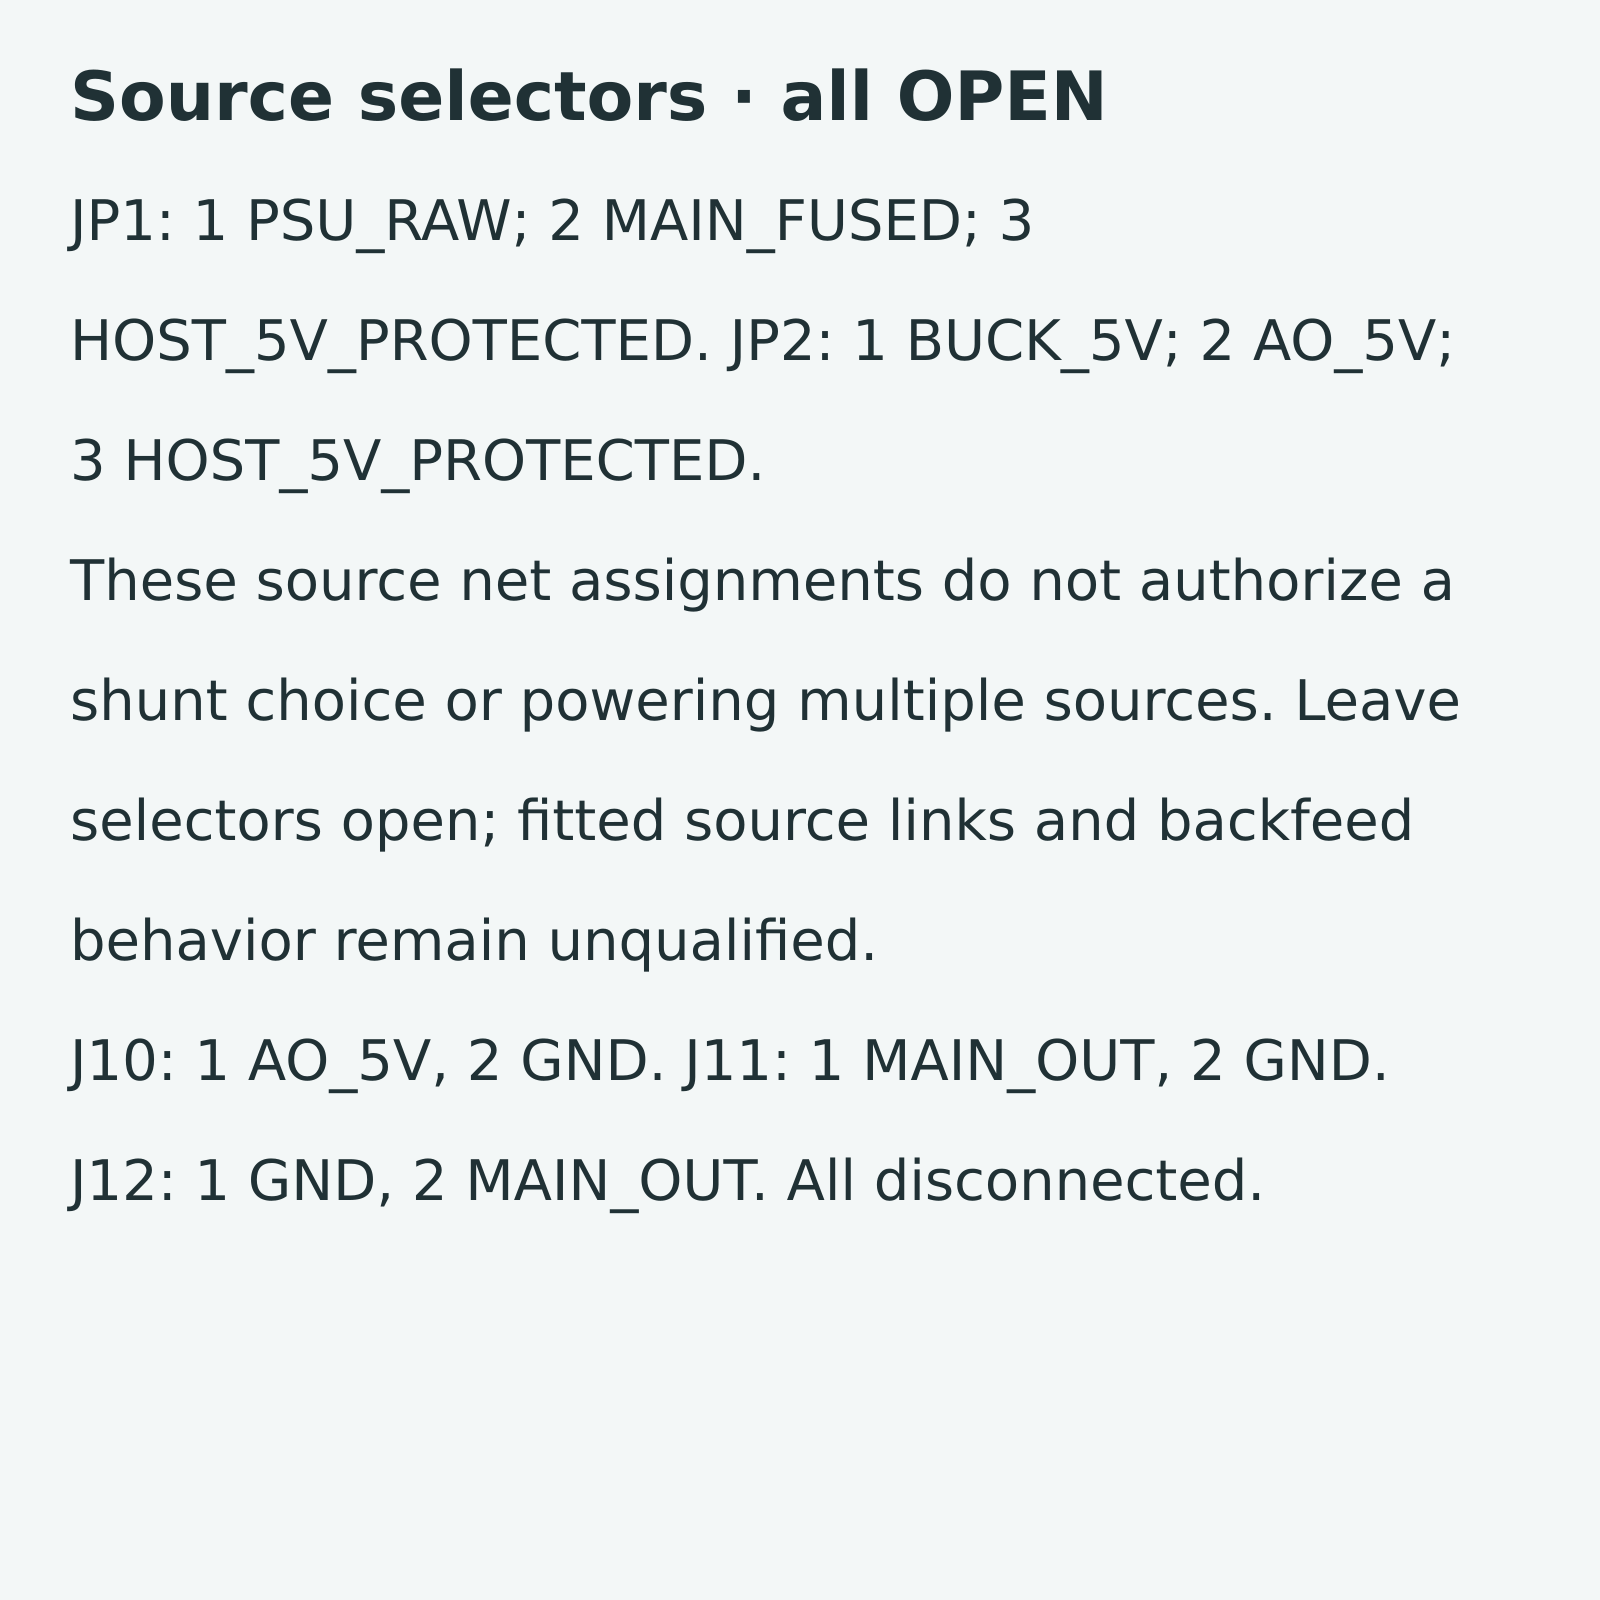 Source selectors · all OPEN
JP1: 1 PSU_RAW; 2 MAIN_FUSED; 3
HOST_5V_PROTECTED. JP2: 1 BUCK_5V; 2 AO_5V;
3 HOST_5V_PROTECTED.
These source net assignments do not authorize a
shunt choice or powering multiple sources. Leave
selectors open; fitted source links and backfeed
behavior remain unqualified.
J10: 1 AO_5V, 2 GND. J11: 1 MAIN_OUT, 2 GND.
J12: 1 GND, 2 MAIN_OUT. All disconnected.